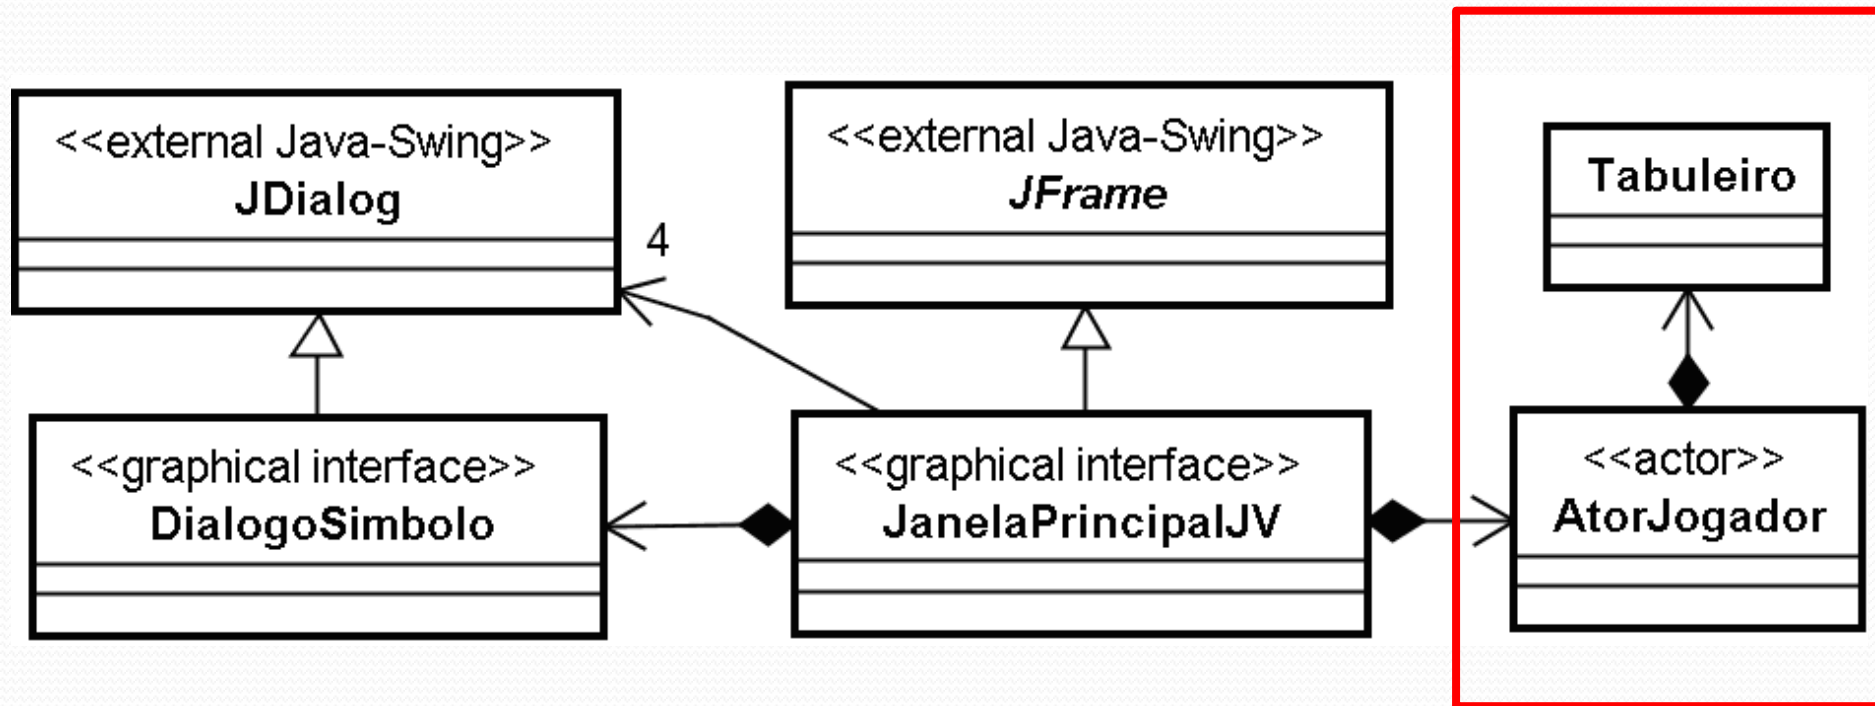 <<external Java-Swing>>
JDialog
<<external Java-Swing>>
JFrame
Tabuleiro
4
<<graphical interface>>
DialogoSimbolo
<<graphical interface>>
JanelaPrincipalJV
<<actor>>
AtorJogador